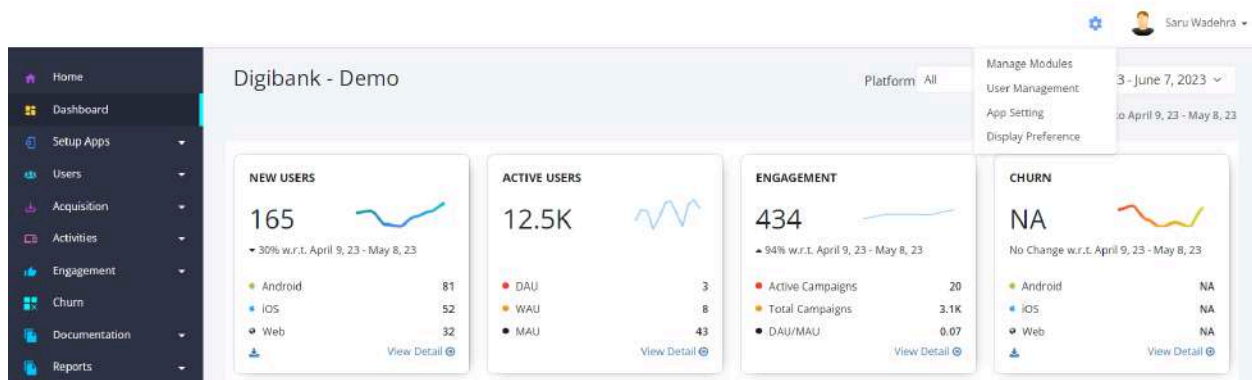 Saru Wadehra
Home
Dashboard
Setup Apps
Users
Acquisition
Activities
Engagement
Churn
Documentation
Reports
Digibank - Demo
Platform All
3 - June 7, 2023
to April 9, 23 - May 8, 23
Manage Modules
User Management
App Setting
Display Preference
NEW USERS
165
30% w.r.t. April 9, 23 - May 8, 23
Android 81
iOS 52
Web 32
View Detail
ACTIVE USERS
12.5K
DAU 3
WAU 8
MAU 43
View Detail
ENGAGEMENT
434
94% w.r.t. April 9, 23 - May 8, 23
Active Campaigns 20
Total Campaigns 3.1K
DAU/MAU 0.07
View Detail
CHURN
NA
No Change w.r.t. April 9, 23 - May 8, 23
Android NA
iOS NA
Web NA
View Detail